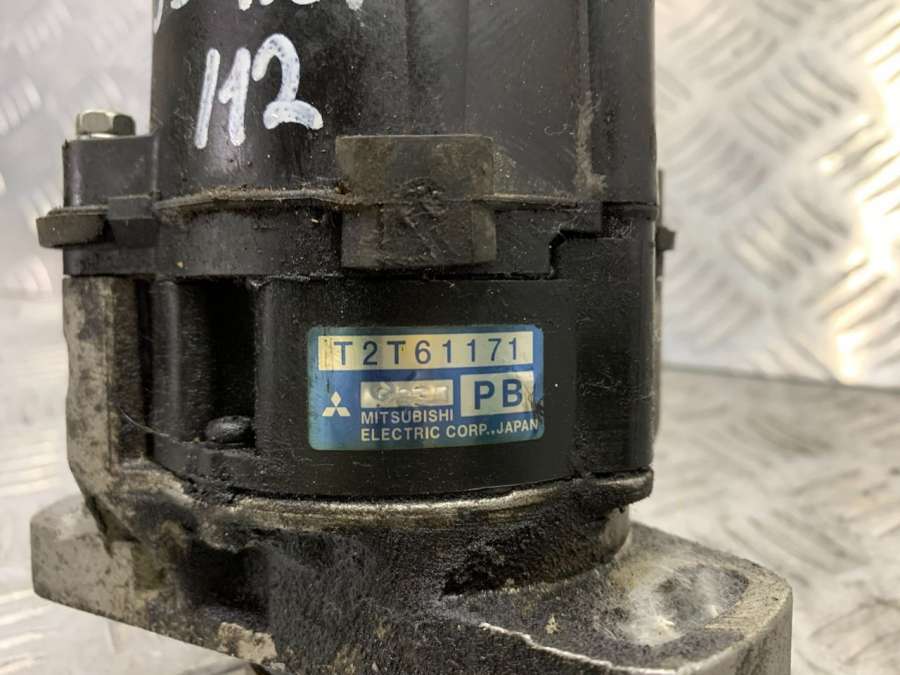 112
T2T61171
PB
MITSUBISHI
ELECTRIC CORP.,JAPAN